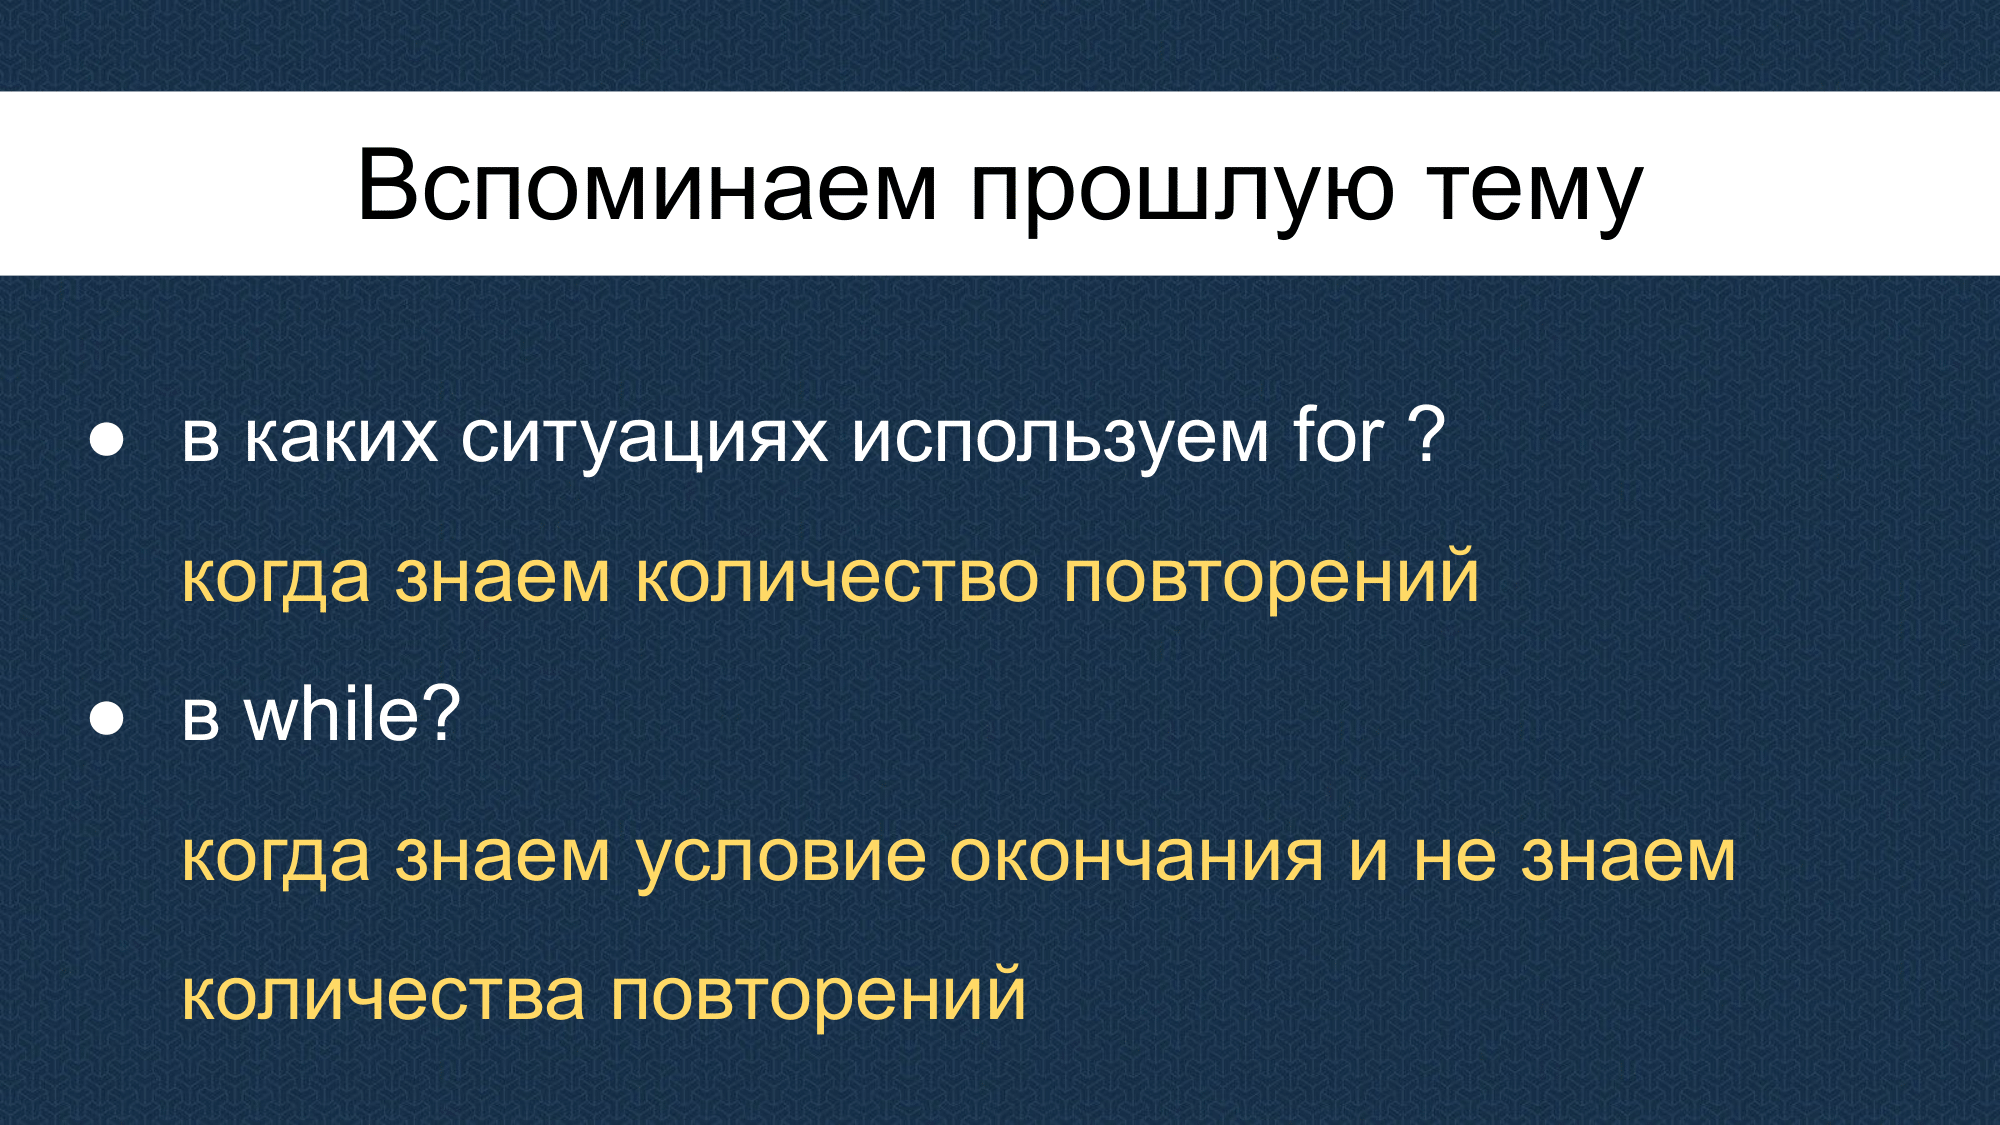 Вспоминаем прошлую тему
● в каких ситуациях используем for ?
когда знаем количество повторений
● в while?
когда знаем условие окончания и не знаем
количества повторений